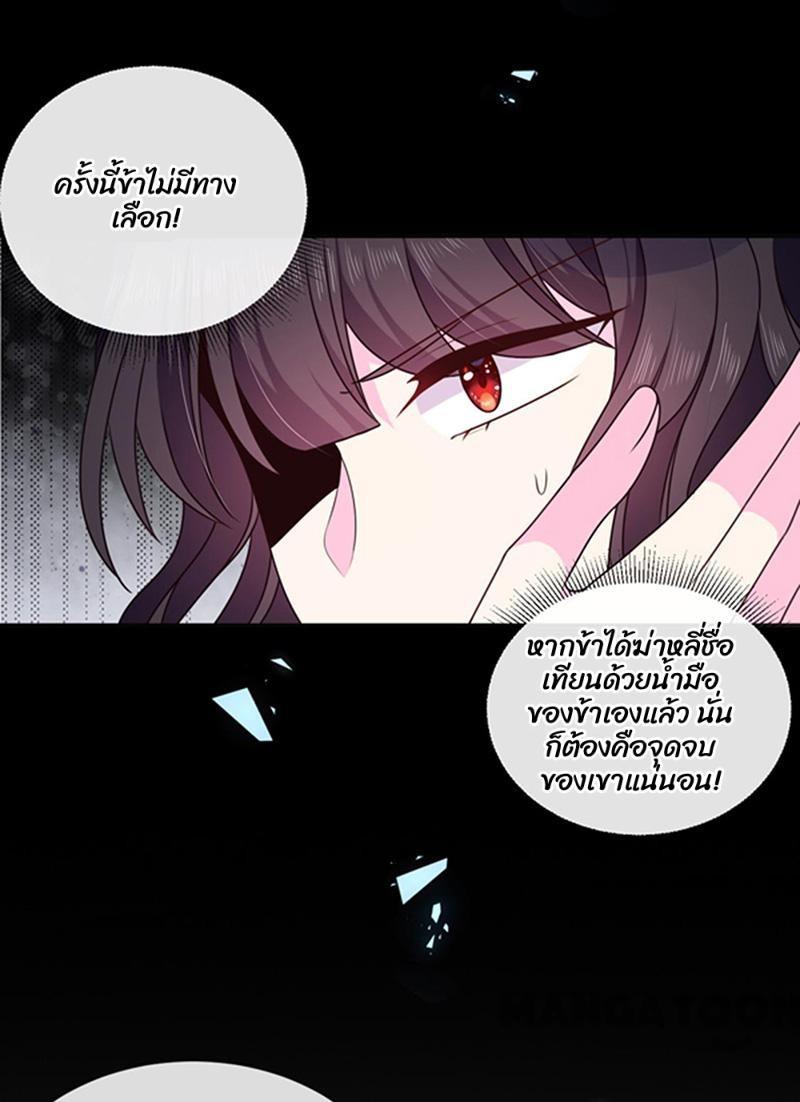 ครั้งนี้ข้าไม่มีทาง
เลือก!
หากข้าได้ฆ่าหลี่ชื่อ
เทียนด้วยน้ำมือ
ของข้าเองแล้ว นั่น
ก็ต้องคือจุดจบ
ของเขาแน่นอน!
MANGATOON